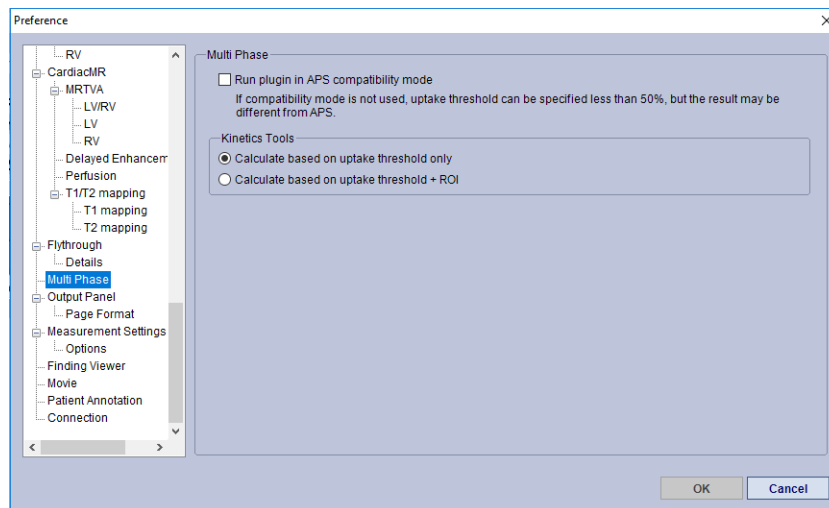 Preference
RV
CardiacMR
MRTVA
LV/RV
LV
RV
Delayed Enhancem
Perfusion
T1/T2 mapping
T1 mapping
T2 mapping
Flythrough
Details
Multi Phase
Output Panel
Page Format
Measurement Settings
Options
Finding Viewer
Movie
Patient Annotation
Connection
Multi Phase
Run plugin in APS compatibility mode
If compatibility mode is not used, uptake threshold can be specified less than 50%, but the result may be
different from APS.
Kinetics Tools
Calculate based on uptake threshold only
Calculate based on uptake threshold + ROI
OK
Cancel